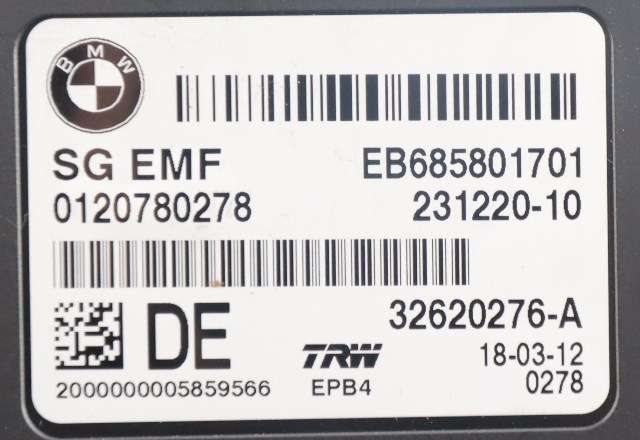 BMW
SG EMF EB685801701
0120780278 231220-10
32620276-A
DE TRW 18-03-12
2000000005859566 EPB4 0278